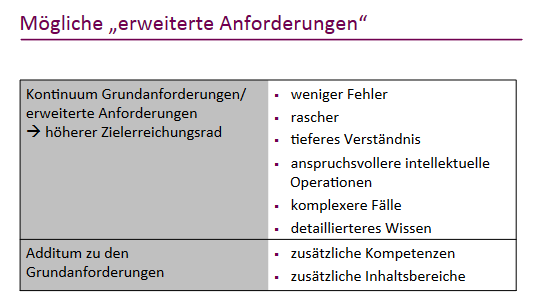 Mögliche „erweiterte Anforderungen“
Kontinuum Grundanforderungen/
erweiterte Anforderungen
→ höherer Zielerreichungsrad
▪ weniger Fehler
▪ rascher
▪ tieferes Verständnis
▪ anspruchsvollere intellektuelle
Operationen
▪ komplexere Fälle
▪ detaillierteres Wissen
Additum zu den
Grundanforderungen
▪ zusätzliche Kompetenzen
▪ zusätzliche Inhaltsbereiche